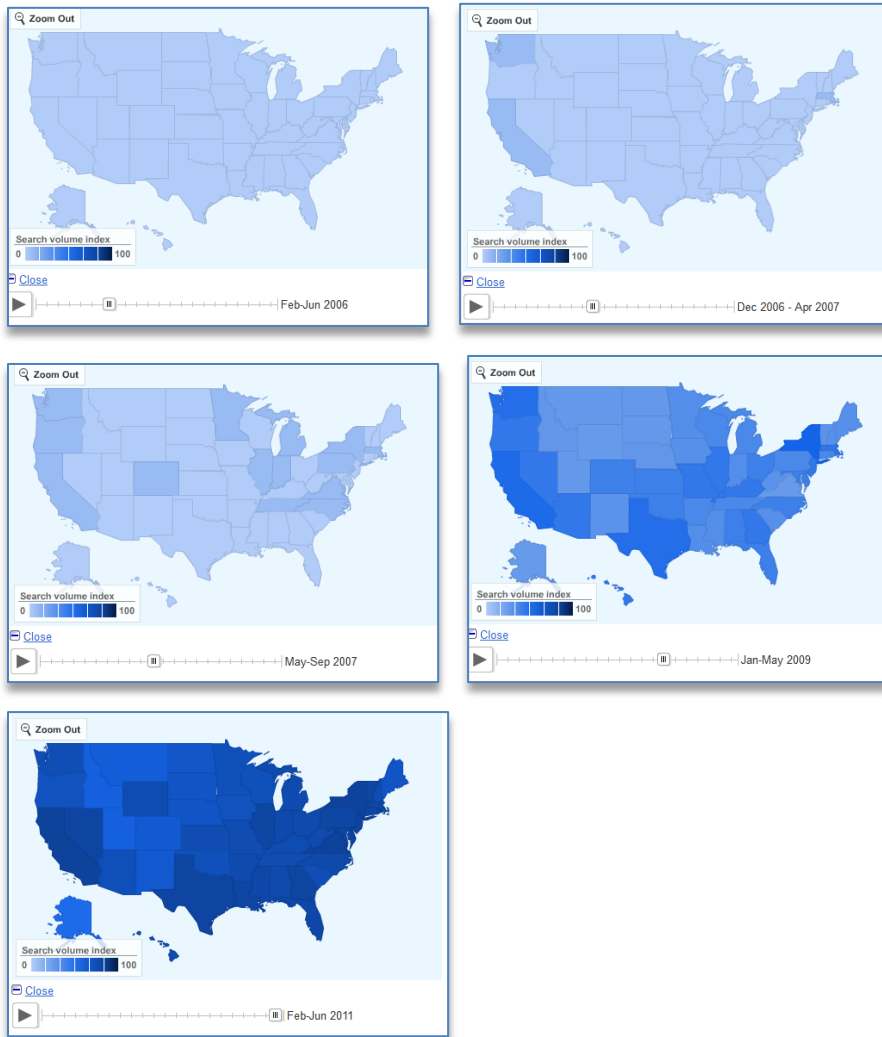 Zoom Out
Search volume index
0 100
Close
Feb-Jun 2006
Zoom Out
Search volume index
0 100
Close
Dec 2006 - Apr 2007
Zoom Out
Search volume index
0 100
Close
May-Sep 2007
Zoom Out
Search volume index
0 100
Close
Jan-May 2009
Zoom Out
Search volume index
0 100
Close
Feb-Jun 2011